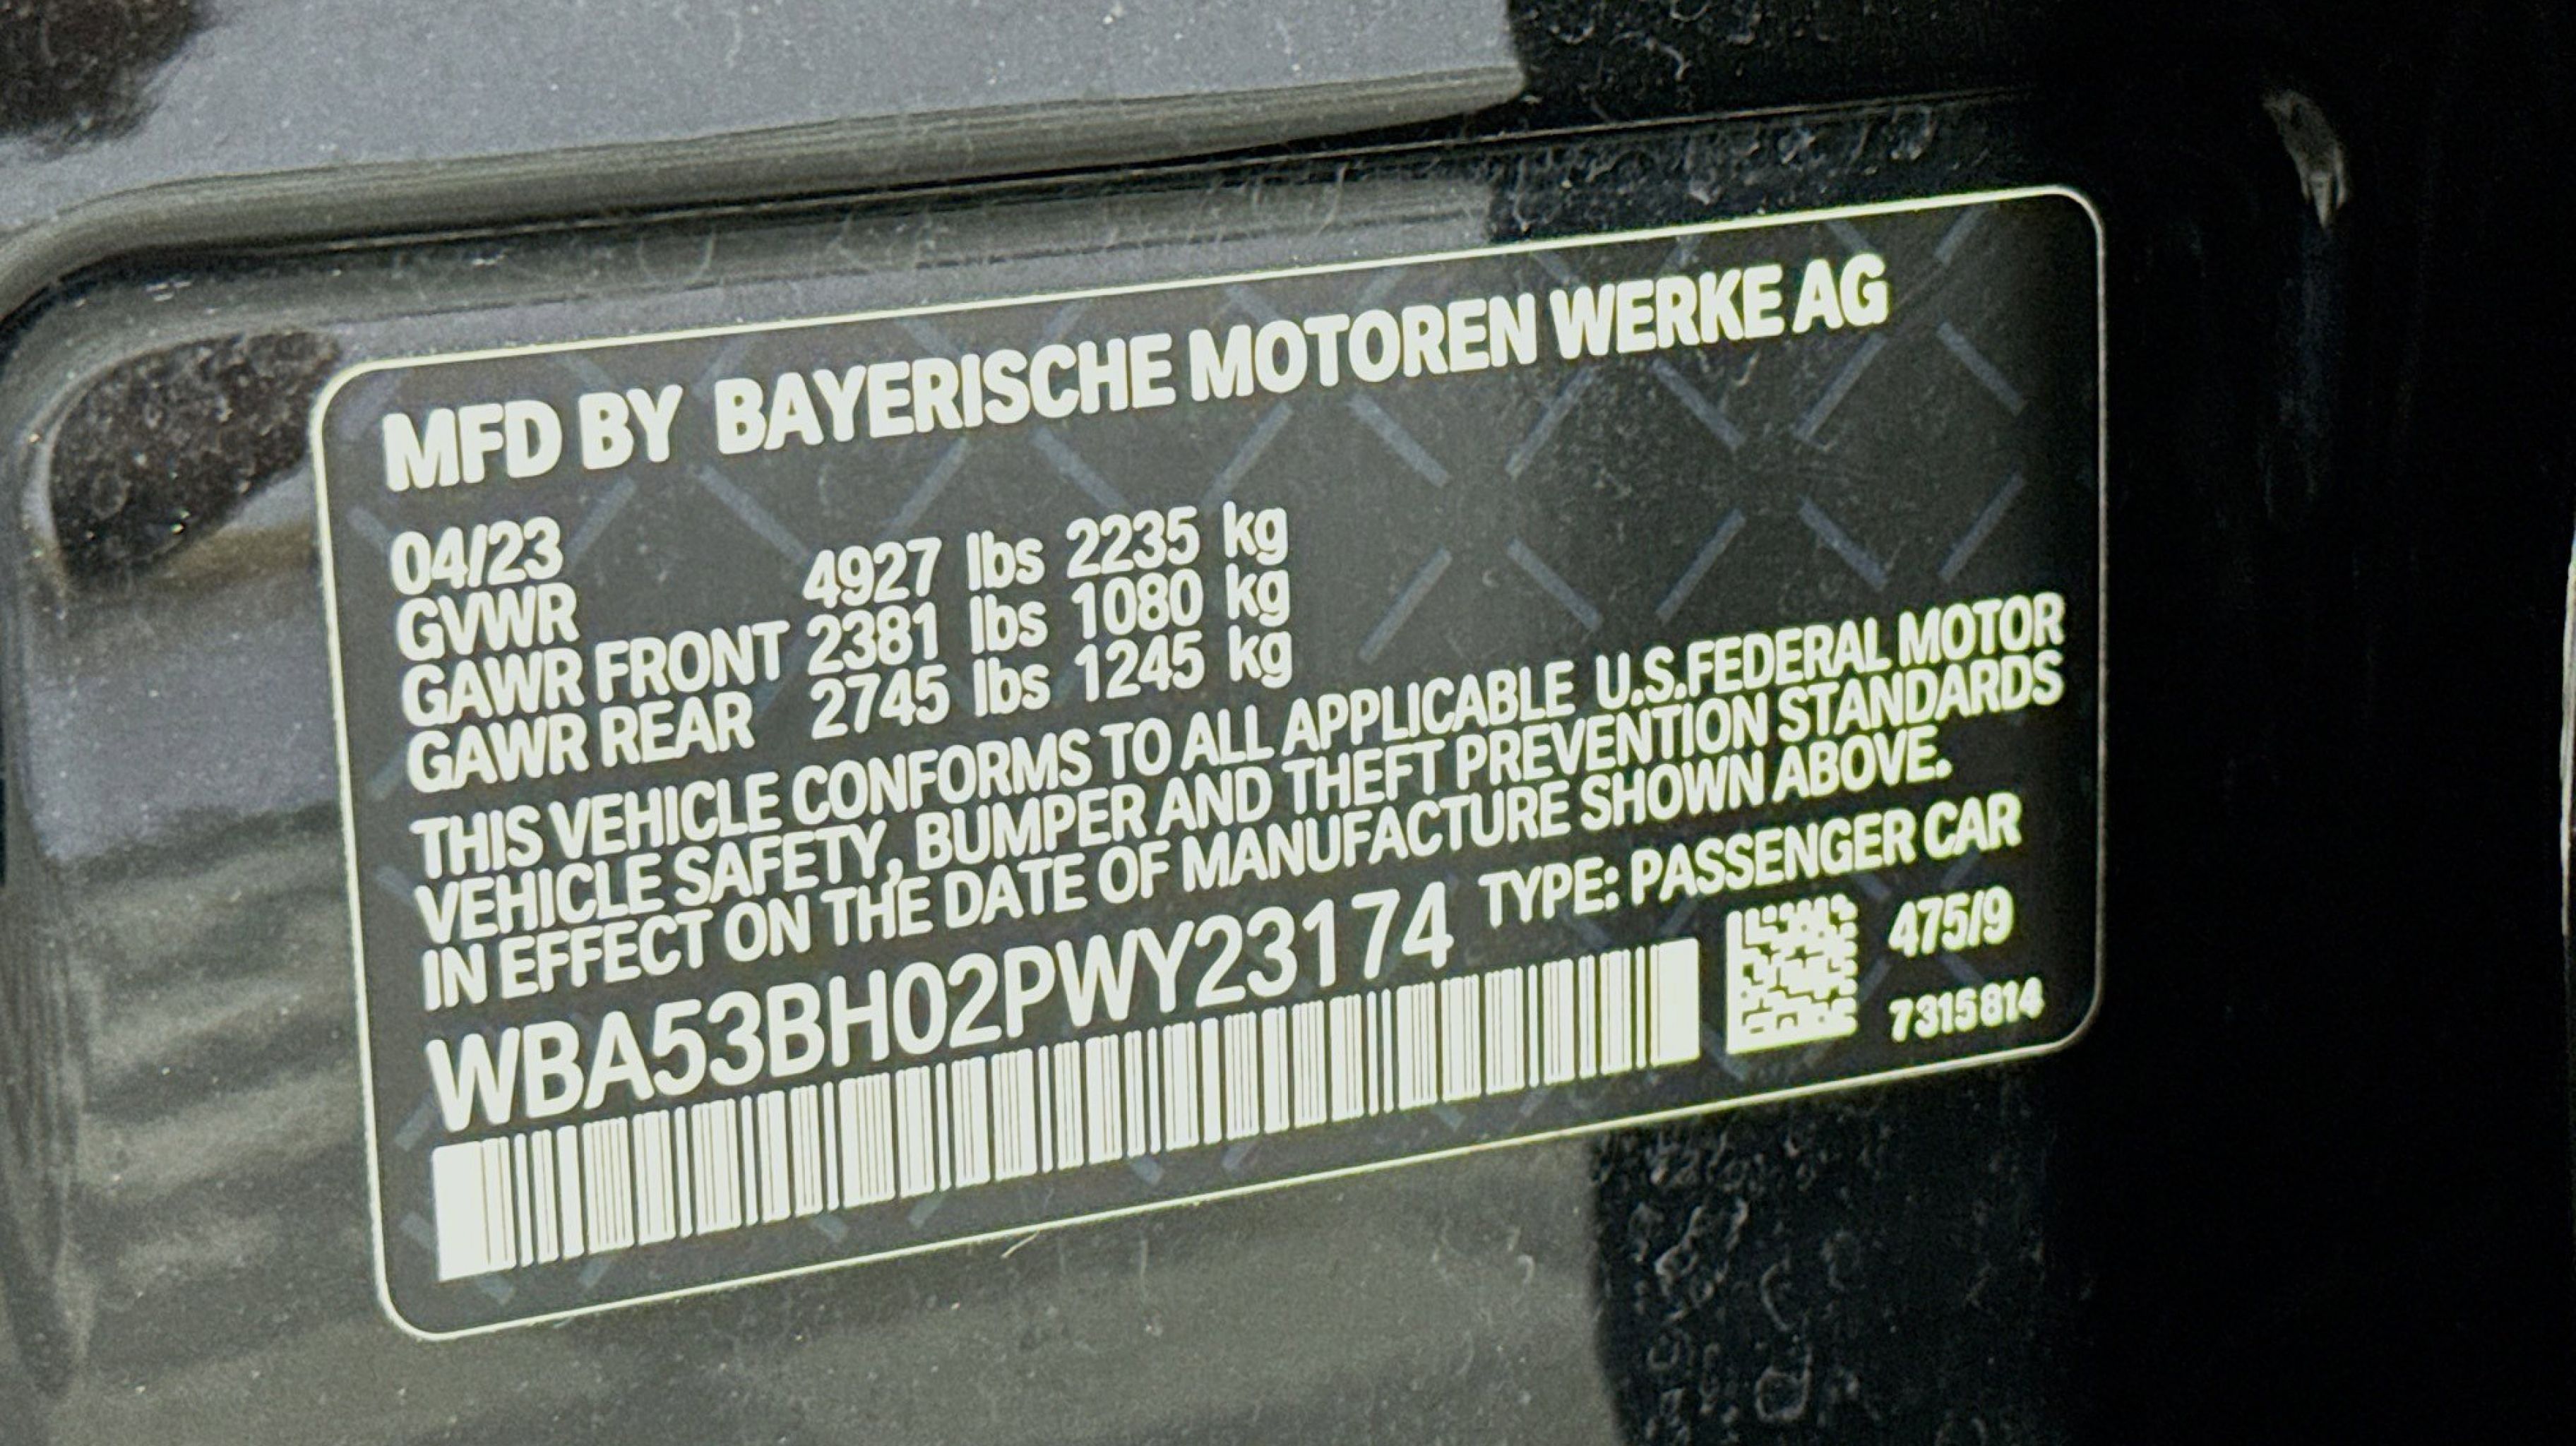 MFD BY BAYERISCHE MOTOREN WERKE AG
04/23
GVWR 4927 lbs 2235 kg
GAWR FRONT 2381 lbs 1080 kg
GAWR REAR 2745 lbs 1245 kg
THIS VEHICLE CONFORMS TO ALL APPLICABLE U.S.FEDERAL MOTOR
VEHICLE SAFETY, BUMPER AND THEFT PREVENTION STANDARDS
IN EFFECT ON THE DATE OF MANUFACTURE SHOWN ABOVE.
WBA53BH02PWY23174 TYPE: PASSENGER CAR
475/9
7315814